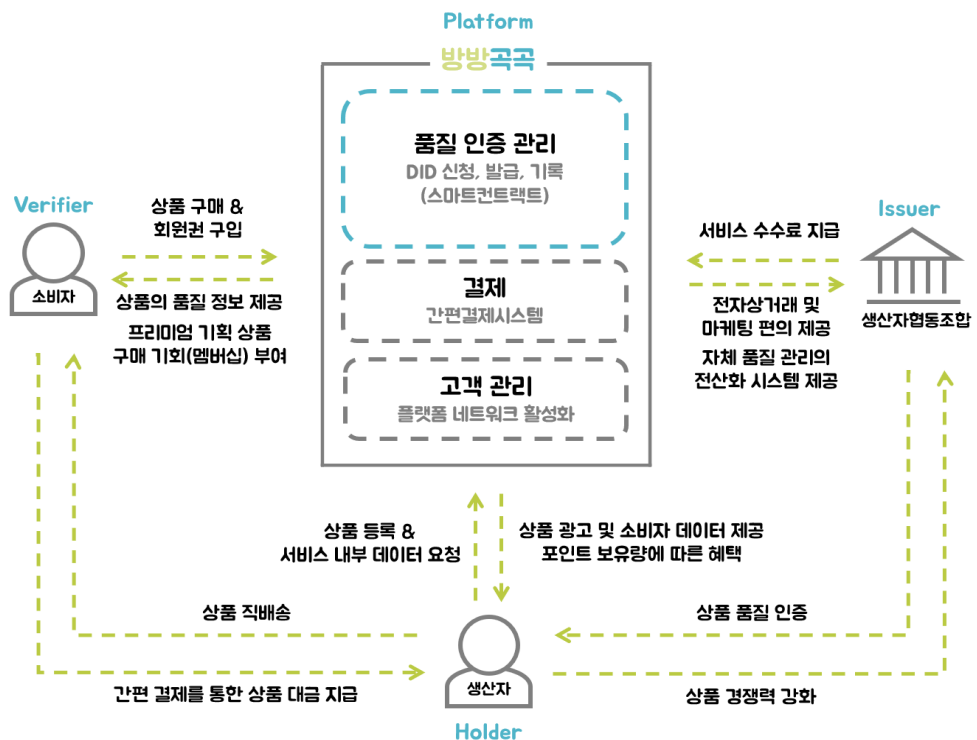 Platform
방방곡곡
품질 인증 관리
DID 신청, 발급, 기록
(스마트컨트랙트)
결제
간편결제시스템
고객 관리
플랫폼 네트워크 활성화
Verifier
소비자
상품 구매 &
회원권 구입
상품의 품질 정보 제공
프리미엄 기획 상품
구매 기회(멤버십) 부여
Issuer
생산자협동조합
서비스 수수료 지급
전자상거래 및
마케팅 편의 제공
자체 품질 관리의
전산화 시스템 제공
상품 등록 &
서비스 내부 데이터 요청
상품 광고 및 소비자 데이터 제공
포인트 보유량에 따른 혜택
상품 직배송
간편 결제를 통한 상품 대금 지급
상품 품질 인증
상품 경쟁력 강화
생산자
Holder